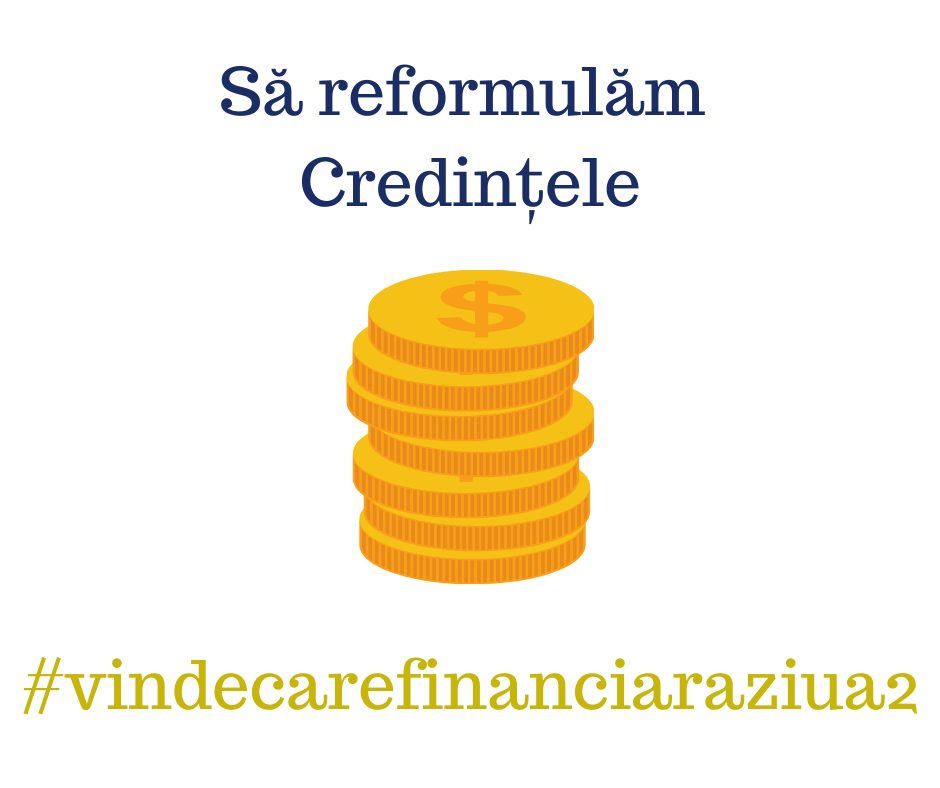 Să reformulăm
Credințele
$
#vindecarefinanciaraziua2